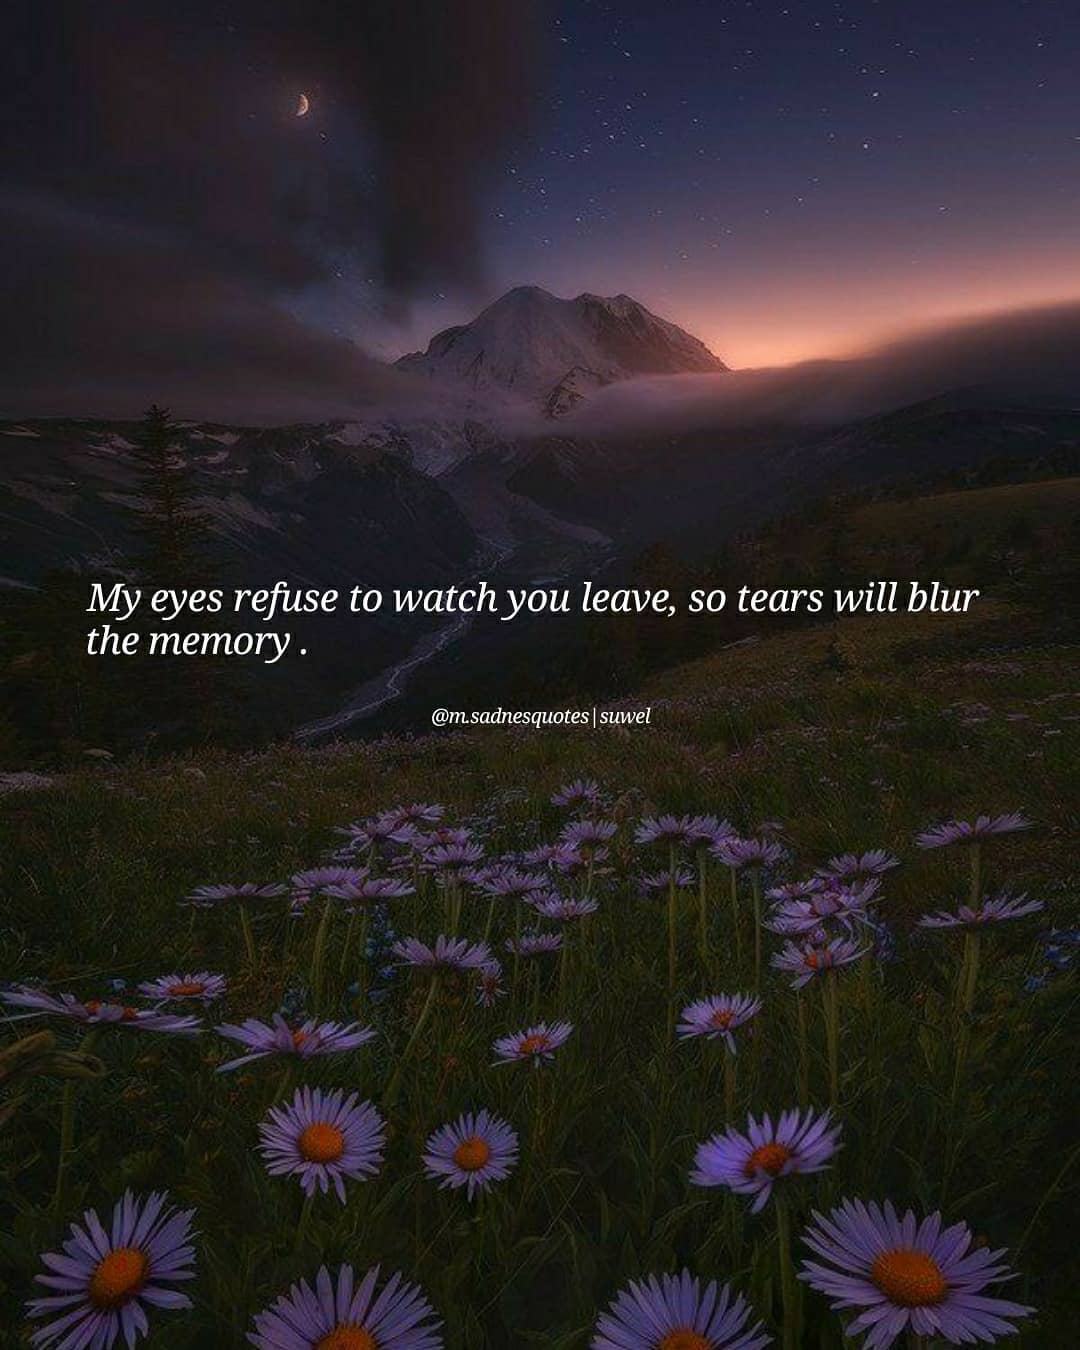 My eyes refuse to watch you leave, so tears will blur
the memory .
@m.sadnesquotes|suwel